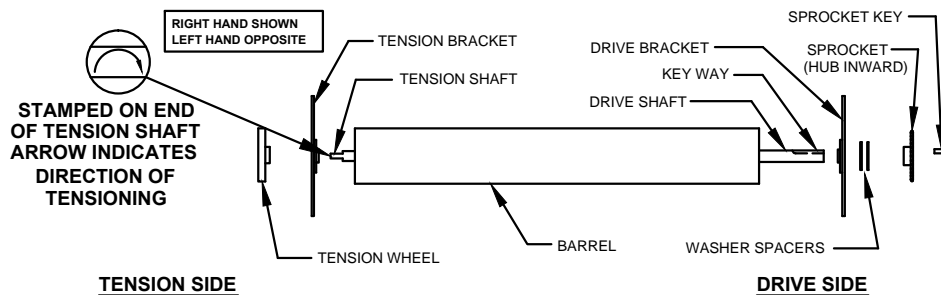 RIGHT HAND SHOWN
LEFT HAND OPPOSITE
STAMPED ON END
OF TENSION SHAFT
ARROW INDICATES
DIRECTION OF
TENSIONING
TENSION BRACKET
TENSION SHAFT
DRIVE BRACKET
KEY WAY
DRIVE SHAFT
SPROCKET KEY
SPROCKET
(HUB INWARD)
TENSION WHEEL
BARREL
WASHER SPACERS
TENSION SIDE
DRIVE SIDE